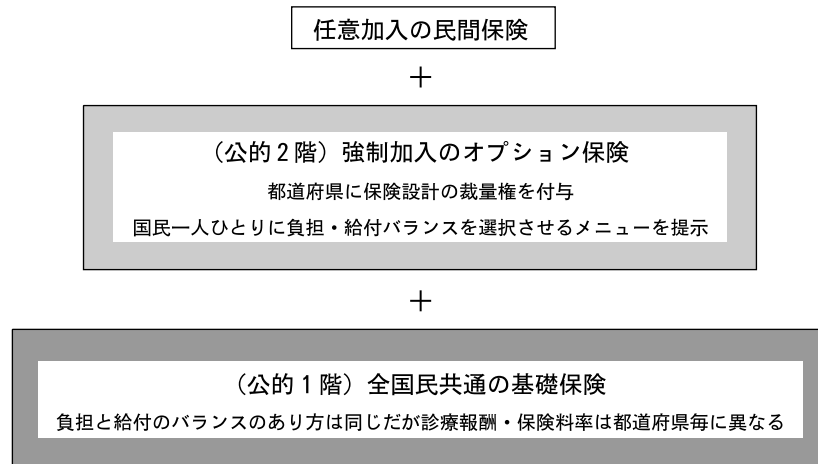 任意加入の民間保険
＋
（公的２階）強制加入のオプション保険
都道府県に保険設計の裁量権を付与
国民一人ひとりに負担・給付バランスを選択させるメニューを提示
＋
（公的１階）全国民共通の基礎保険
負担と給付のバランスのあり方は同じだが診療報酬・保険料率は都道府県毎に異なる